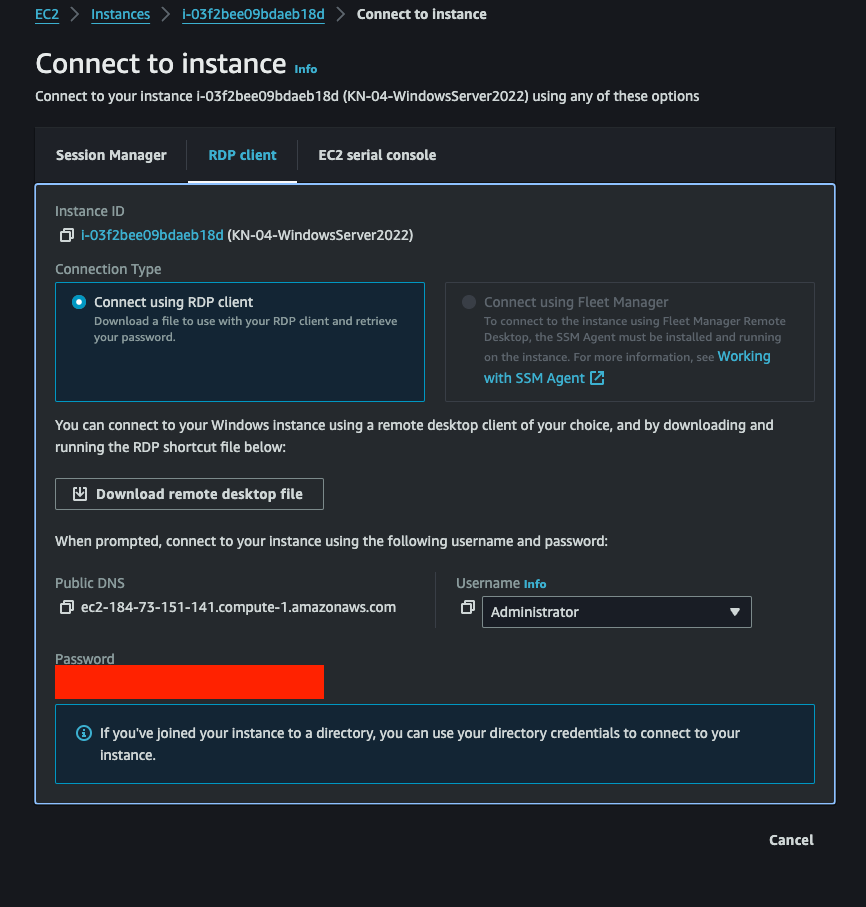 EC2 > Instances > i-03f2bee09bdaeb18d > Connect to instance
Connect to instance Info
Connect to your instance i-03f2bee09bdaeb18d (KN-04-WindowsServer2022) using any of these options
Session Manager RDP client EC2 serial console
Instance ID
i-03f2bee09bdaeb18d (KN-04-WindowsServer2022)
Connection Type
Connect using RDP client
Download a file to use with your RDP client and retrieve
your password.
Connect using Fleet Manager
To connect to the instance using Fleet Manager Remote
Desktop, the SSM Agent must be installed and running
on the instance. For more information, see Working
with SSM Agent
You can connect to your Windows instance using a remote desktop client of your choice, and by downloading and
running the RDP shortcut file below:
Download remote desktop file
When prompted, connect to your instance using the following username and password:
Public DNS
ec2-184-73-151-141.compute-1.amazonaws.com
Username Info
Administrator
Password
If you've joined your instance to a directory, you can use your directory credentials to connect to your
instance.
Cancel